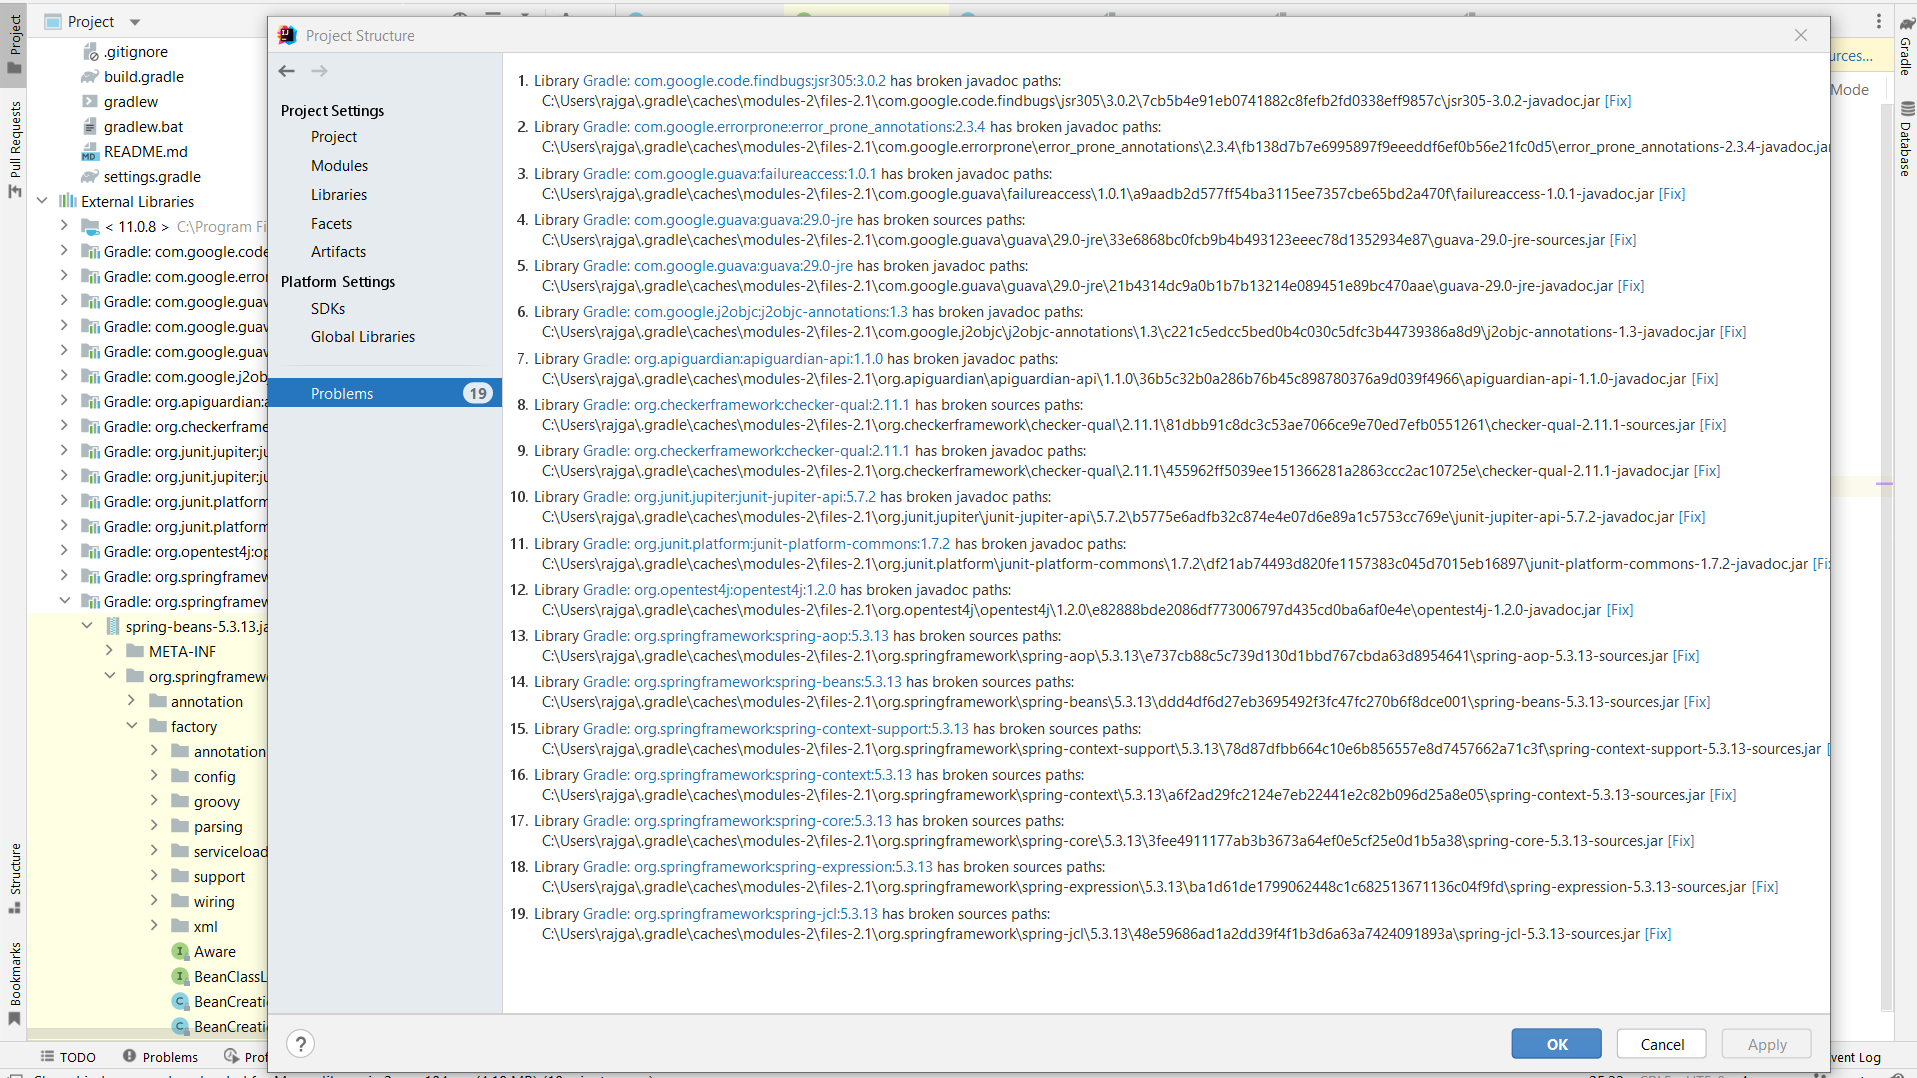 Project
Project
Pull Requests
Structure
Bookmarks
.gitignore
build.gradle
gradlew
gradlew.bat
README.md
settings.gradle
External Libraries
< 11.0.8 > C:\Program Fi
Gradle: com.google.code
Gradle: com.google.error
Gradle: com.google.guav
Gradle: com.google.guav
Gradle: com.google.guav
Gradle: com.google.j2ob
Gradle: org.apiguardian:a
Gradle: org.checkerframe
Gradle: org.junit.jupiter:ju
Gradle: org.junit.jupiter:ju
Gradle: org.junit.platform
Gradle: org.junit.platform
Gradle: org.opentest4j:op
Gradle: org.springframew
Gradle: org.springframew
spring-beans-5.3.13.ja
META-INF
org.springframewo
annotation
factory
annotation
config
groovy
parsing
serviceload
support
wiring
xml
Aware
BeanClassL
BeanCreatio
BeanCreatio
TODO
Problems
Project Structure
Project Settings
Project
Modules
Libraries
Facets
Artifacts
Platform Settings
SDKs
Global Libraries
Problems 19
1. Library Gradle: com.google.code.findbugs:jsr305:3.0.2 has broken javadoc paths:
C:\Users\rajga\.gradle\caches\modules-2\files-2.1\com.google.code.findbugs\jsr305\3.0.2\7cb5b4e91eb0741882c8fefb2fd0338eff9857c\jsr305-3.0.2-javadoc.jar [Fix]
2. Library Gradle: com.google.errorprone:error_prone_annotations:2.3.4 has broken javadoc paths:
C:\Users\rajga\.gradle\caches\modules-2\files-2.1\com.google.errorprone\error_prone_annotations\2.3.4\fb138d7b7e6995897f9eeeddf6ef0b56e21fc0d5\error_prone_annotations-2.3.4-javadoc.jar
3. Library Gradle: com.google.guava:failureaccess:1.0.1 has broken javadoc paths:
C:\Users\rajga\.gradle\caches\modules-2\files-2.1\com.google.guava\failureaccess\1.0.1\a9aadb2d577ff54ba3115ee7357cbe65bd2a470f\failureaccess-1.0.1-javadoc.jar [Fix]
4. Library Gradle: com.google.guava:guava:29.0-jre has broken sources paths:
C:\Users\rajga\.gradle\caches\modules-2\files-2.1\com.google.guava\guava\29.0-jre\33e6868bc0fcb9b4b493123eeec78d1352934e87\guava-29.0-jre-sources.jar [Fix]
5. Library Gradle: com.google.guava:guava:29.0-jre has broken javadoc paths:
C:\Users\rajga\.gradle\caches\modules-2\files-2.1\com.google.guava\guava\29.0-jre\21b4314dc9a0b1b7b13214e089451e89bc470aae\guava-29.0-jre-javadoc.jar [Fix]
6. Library Gradle: com.google.j2objc:j2objc-annotations:1.3 has broken javadoc paths:
C:\Users\rajga\.gradle\caches\modules-2\files-2.1\com.google.j2objc\j2objc-annotations\1.3\c221c5edcc5bed0b4c030c5dfc3b44739386a8d9\j2objc-annotations-1.3-javadoc.jar [Fix]
7. Library Gradle: org.apiguardian:apiguardian-api:1.1.0 has broken javadoc paths:
C:\Users\rajga\.gradle\caches\modules-2\files-2.1\org.apiguardian\apiguardian-api\1.1.0\36b5c32b0a286b76b45c898780376a9d039f4966\apiguardian-api-1.1.0-javadoc.jar [Fix]
8. Library Gradle: org.checkerframework:checker-qual:2.11.1 has broken sources paths:
C:\Users\rajga\.gradle\caches\modules-2\files-2.1\org.checkerframework\checker-qual\2.11.1\81dbb91c8dc3c53ae7066ce9e70ed7efb0551261\checker-qual-2.11.1-sources.jar [Fix]
9. Library Gradle: org.checkerframework:checker-qual:2.11.1 has broken javadoc paths:
C:\Users\rajga\.gradle\caches\modules-2\files-2.1\org.checkerframework\checker-qual\2.11.1\455962ff5039ee151366281a2863ccc2ac10725e\checker-qual-2.11.1-javadoc.jar [Fix]
10. Library Gradle: org.junit.jupiter:junit-jupiter-api:5.7.2 has broken javadoc paths:
C:\Users\rajga\.gradle\caches\modules-2\files-2.1\org.junit.jupiter\junit-jupiter-api\5.7.2\b5775e6adfb32c874e4e07d6e89a1c5753cc769e\junit-jupiter-api-5.7.2-javadoc.jar [Fix]
11. Library Gradle: org.junit.platform:junit-platform-commons:1.7.2 has broken javadoc paths:
C:\Users\rajga\.gradle\caches\modules-2\files-2.1\org.junit.platform\junit-platform-commons\1.7.2\df21ab74493d820fe1157383c045d7015eb16897\junit-platform-commons-1.7.2-javadoc.jar [Fi
12. Library Gradle: org.opentest4j:opentest4j:1.2.0 has broken javadoc paths:
C:\Users\rajga\.gradle\caches\modules-2\files-2.1\org.opentest4j\opentest4j\1.2.0\e82888bde2086df773006797d435cd0ba6af0e4e\opentest4j-1.2.0-javadoc.jar [Fix]
13. Library Gradle: org.springframework:spring-aop:5.3.13 has broken sources paths:
C:\Users\rajga\.gradle\caches\modules-2\files-2.1\org.springframework\spring-aop\5.3.13\e737cb88c5c739d130d1bbd767cbda63d8954641\spring-aop-5.3.13-sources.jar [Fix]
14. Library Gradle: org.springframework:spring-beans:5.3.13 has broken sources paths:
C:\Users\rajga\.gradle\caches\modules-2\files-2.1\org.springframework\spring-beans\5.3.13\ddd4df6d27eb3695492f3fc47fc270b6f8dce001\spring-beans-5.3.13-sources.jar [Fix]
15. Library Gradle: org.springframework:spring-context-support:5.3.13 has broken sources paths:
C:\Users\rajga\.gradle\caches\modules-2\files-2.1\org.springframework\spring-context-support\5.3.13\78d87dfbb664c10e6b856557e8d7457662a71c3f\spring-context-support-5.3.13-sources.jar [
16. Library Gradle: org.springframework:spring-context:5.3.13 has broken sources paths:
C:\Users\rajga\.gradle\caches\modules-2\files-2.1\org.springframework\spring-context\5.3.13\a6f2ad29fc2124e7eb22441e2c82b096d25a8e05\spring-context-5.3.13-sources.jar [Fix]
17. Library Gradle: org.springframework:spring-core:5.3.13 has broken sources paths:
C:\Users\rajga\.gradle\caches\modules-2\files-2.1\org.springframework\spring-core\5.3.13\3fee4911177ab3b3673a64ef0e5cf25e0d1b5a38\spring-core-5.3.13-sources.jar [Fix]
18. Library Gradle: org.springframework:spring-expression:5.3.13 has broken sources paths:
C:\Users\rajga\.gradle\caches\modules-2\files-2.1\org.springframework\spring-expression\5.3.13\ba1d61de1799062448c1c682513671136c04f9fd\spring-expression-5.3.13-sources.jar [Fix]
19. Library Gradle: org.springframework:spring-jcl:5.3.13 has broken sources paths:
C:\Users\rajga\.gradle\caches\modules-2\files-2.1\org.springframework\spring-jcl\5.3.13\48e59686ad1a2dd39f4f1b3d6a63a7424091893a\spring-jcl-5.3.13-sources.jar [Fix]
?
OK
Cancel
Apply
urces...
Mode
Gradle
Database
vent Log